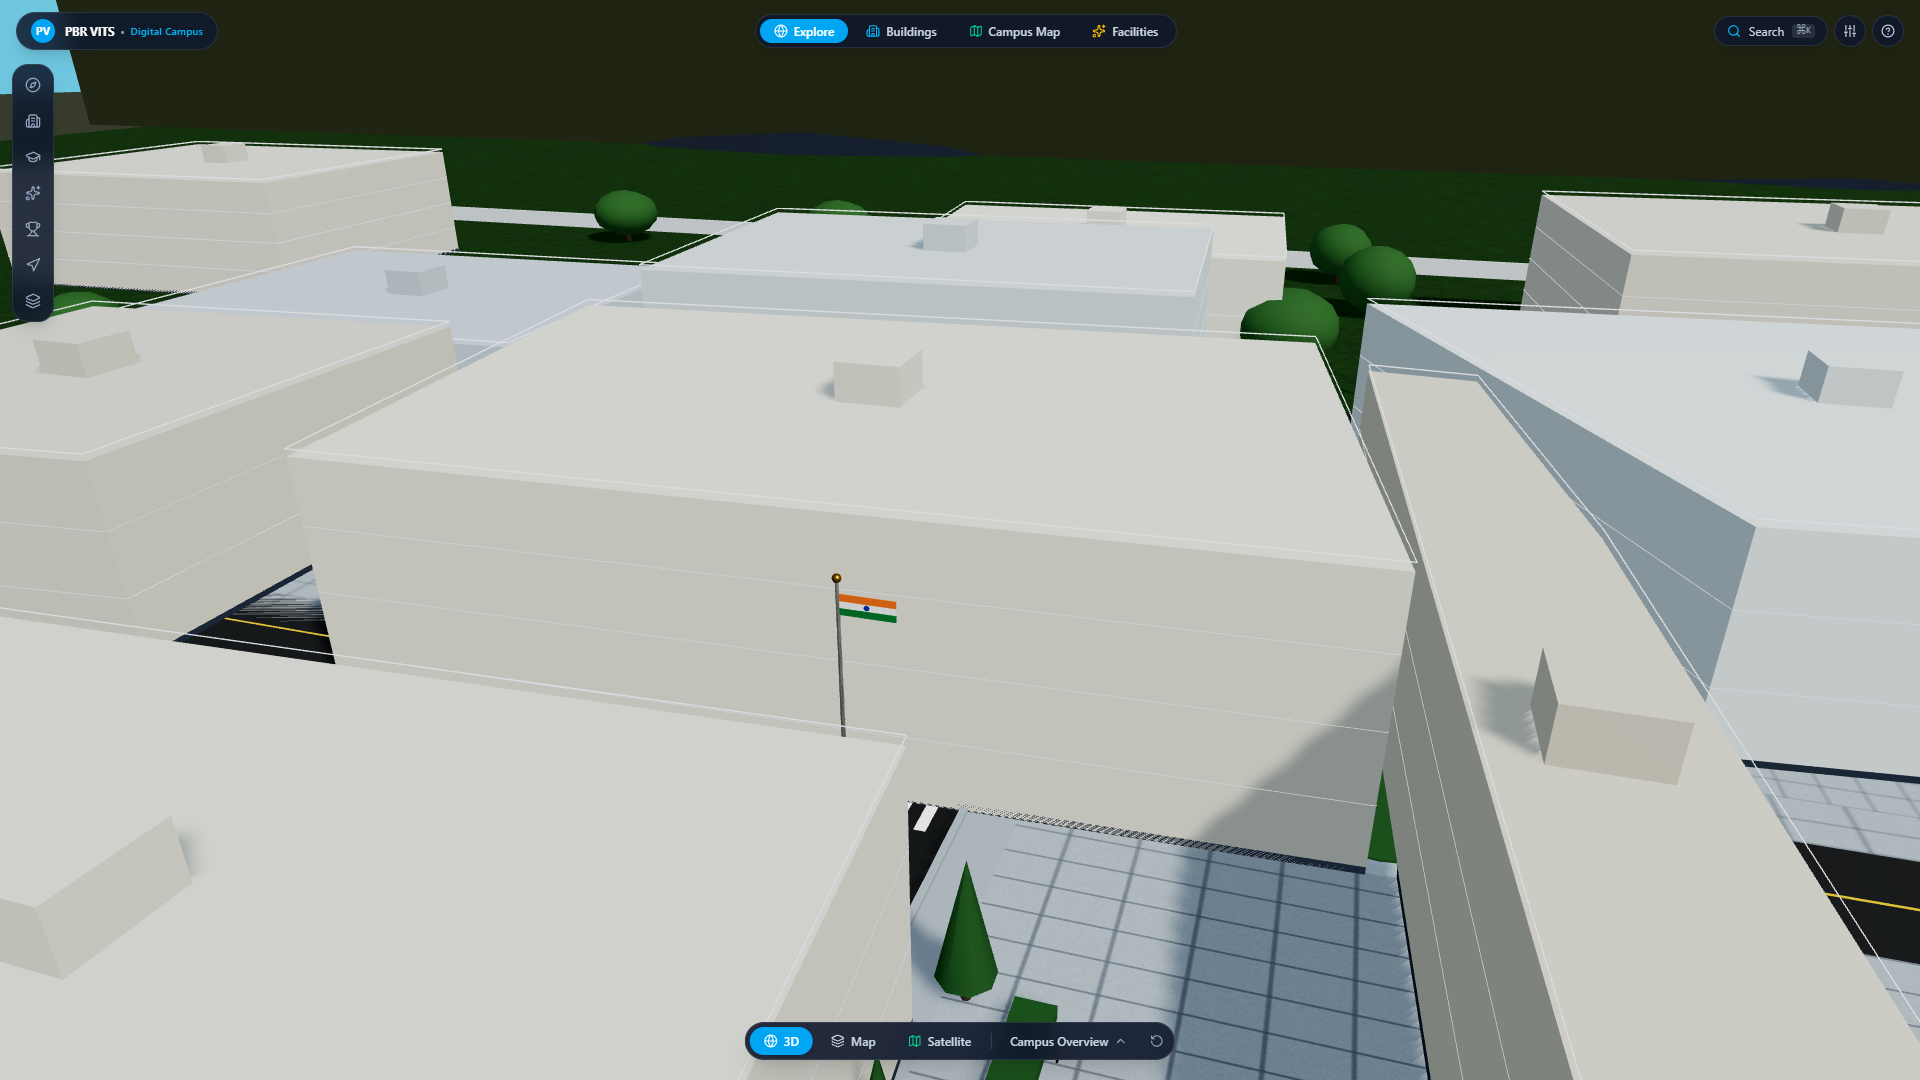 PV PBR VITS • Digital Campus
Explore
Buildings
Campus Map
Facilities
Search ⌘K
3D
Map
Satellite
Campus Overview